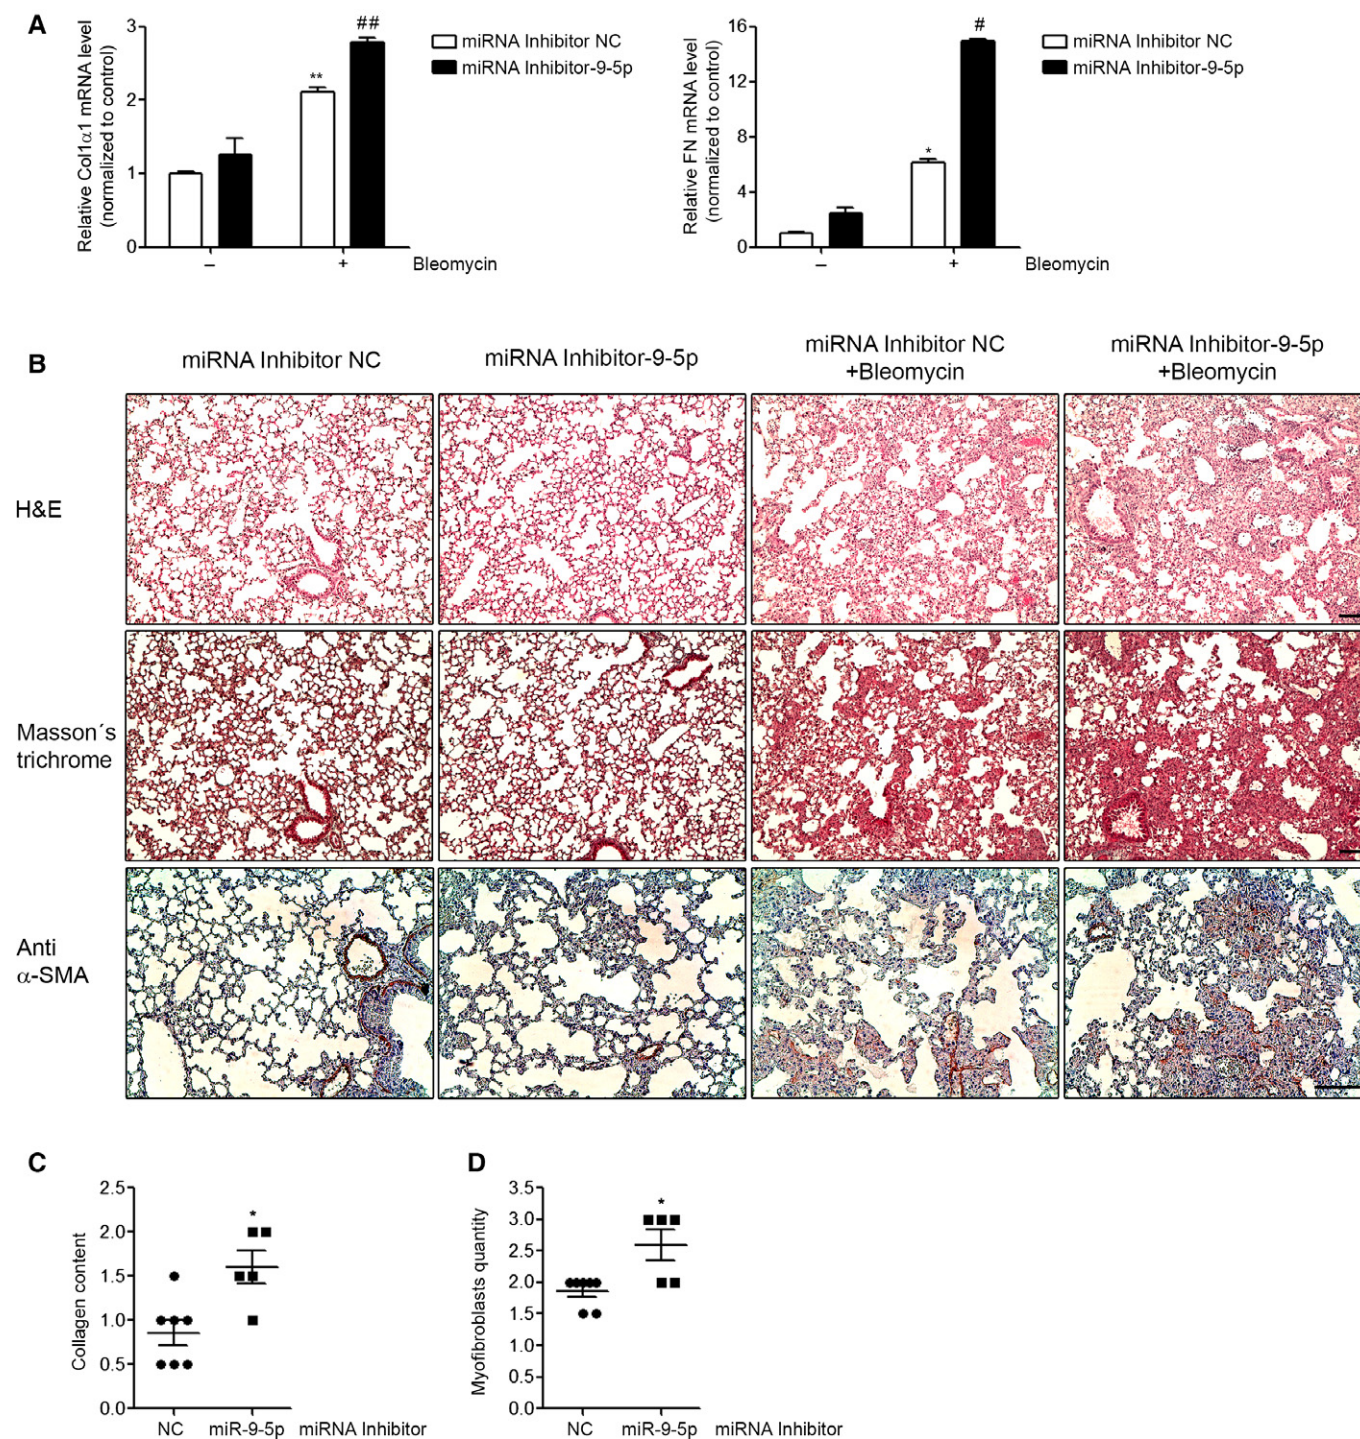 A
Relative Col1α1 mRNA level
(normalized to control)
3
2
1
0
**
##
–
+
Bleomycin
miRNA Inhibitor NC
miRNA Inhibitor-9-5p
Relative FN mRNA level
(normalized to control)
16
12
8
4
0
*
#
–
+
Bleomycin
miRNA Inhibitor NC
miRNA Inhibitor-9-5p
B
miRNA Inhibitor NC
miRNA Inhibitor-9-5p
miRNA Inhibitor NC
+Bleomycin
miRNA Inhibitor-9-5p
+Bleomycin
H&E
Masson´s
trichrome
Anti
α-SMA
C
Collagen content
2.5
2.0
1.5
1.0
0.5
0.0
*
NC
miR-9-5p
miRNA Inhibitor
D
Myofibroblasts quantity
3.5
3.0
2.5
2.0
1.5
1.0
0.5
0.0
*
NC
miR-9-5p
miRNA Inhibitor